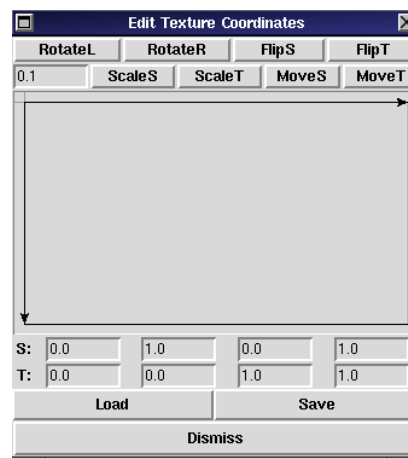 Edit Texture Coordinates
RotateL RotateR FlipS FlipT
0.1 ScaleS ScaleT MoveS MoveT
S: 0.0 1.0 0.0 1.0
T: 0.0 0.0 1.0 1.0
Load Save
Dismiss